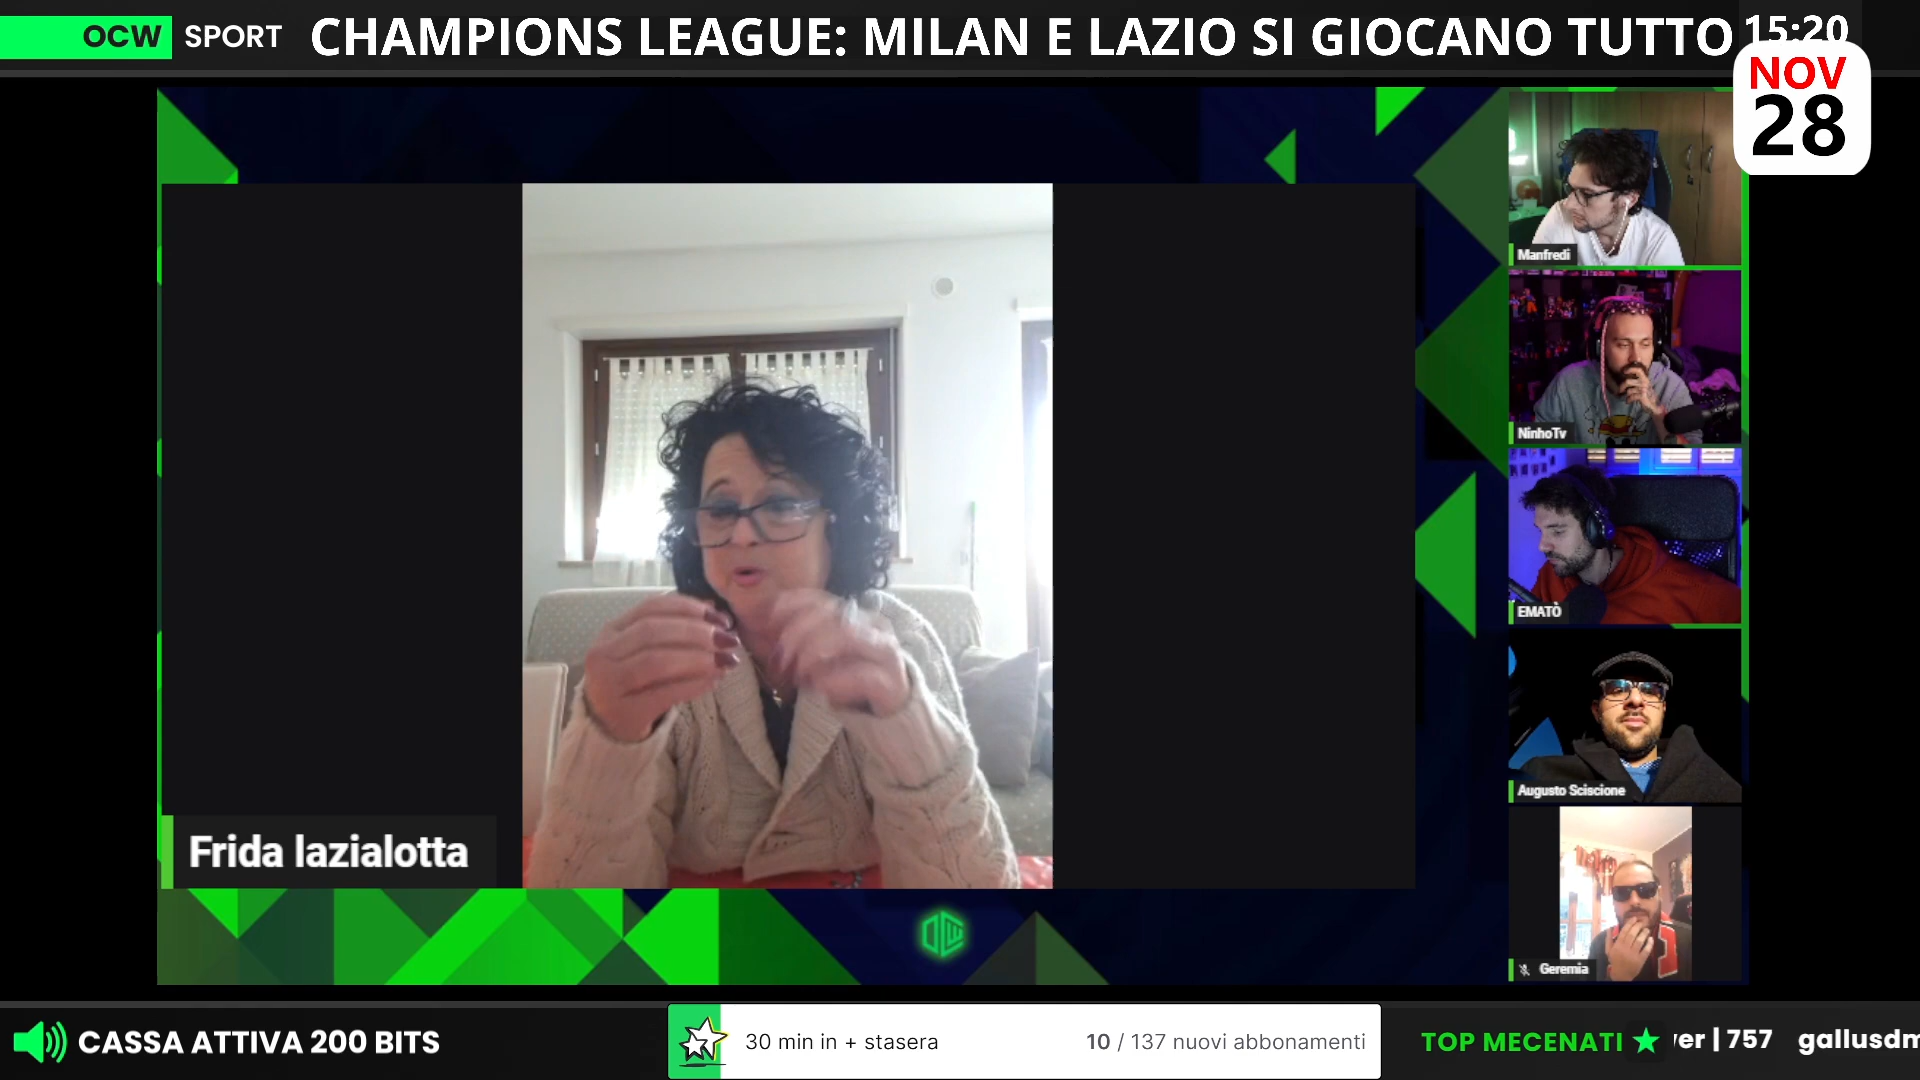 OCW SPORT CHAMPIONS LEAGUE: MILAN E LAZIO SI GIOCANO TUTTO 15:20
NOV
28
Manfredi
NinhoTv
EMATÒ
Augusto Sciscione
Geremia
Frida lazialotta
CASSA ATTIVA 200 BITS
30 min in + stasera 10 / 137 nuovi abbonamenti
TOP MECENATI | 757